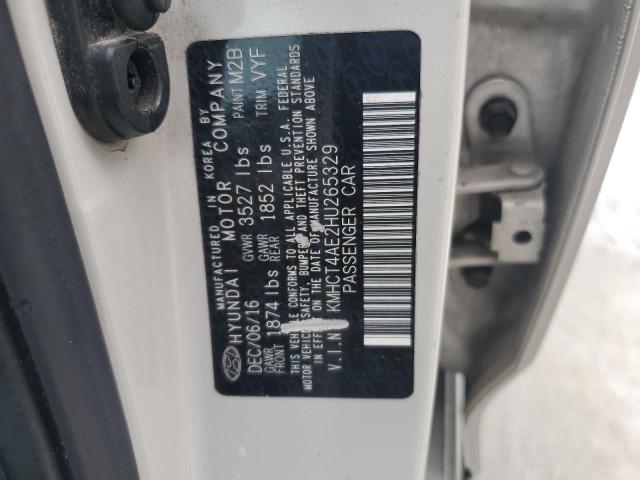 MANUFACTURED IN KOREA BY
HYUNDAI MOTOR COMPANY
DEC/06/16 GVWR 3527 lbs PAINT M2B
GAWR FRONT 1874 lbs GAWR REAR 1852 lbs TRIM VYF
THIS VEHICLE CONFORMS TO ALL APPLICABLE U.S.A. FEDERAL
MOTOR VEHICLE SAFETY, BUMPER AND THEFT PREVENTION STANDARDS
IN EFFECT ON THE DATE OF MANUFACTURE SHOWN ABOVE
V.I.N KMHCT4AE2HU265329
PASSENGER CAR